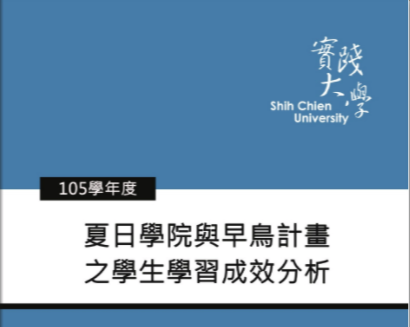 實踐
大學
Shih Chien
University
105學年度
夏日學院與早鳥計畫
之學生學習成效分析